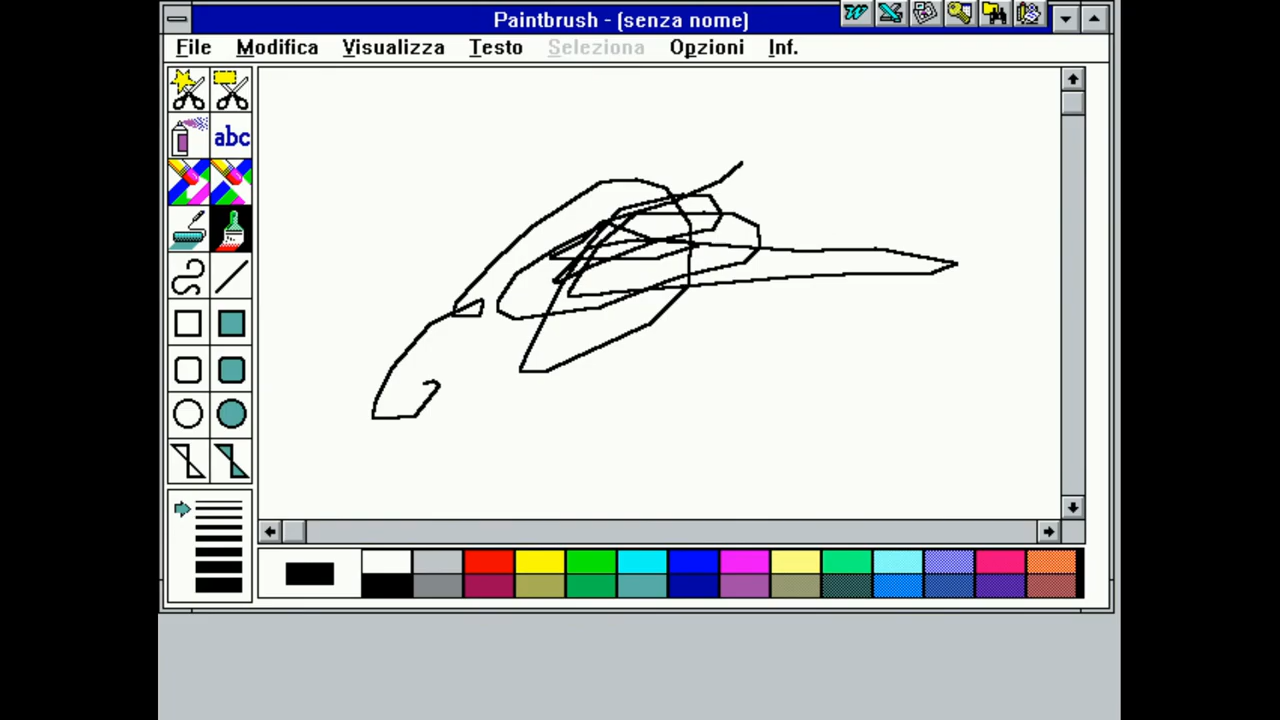 Paintbrush - (senza nome)
File Modifica Visualizza Testo Seleziona Opzioni Inf.
abc